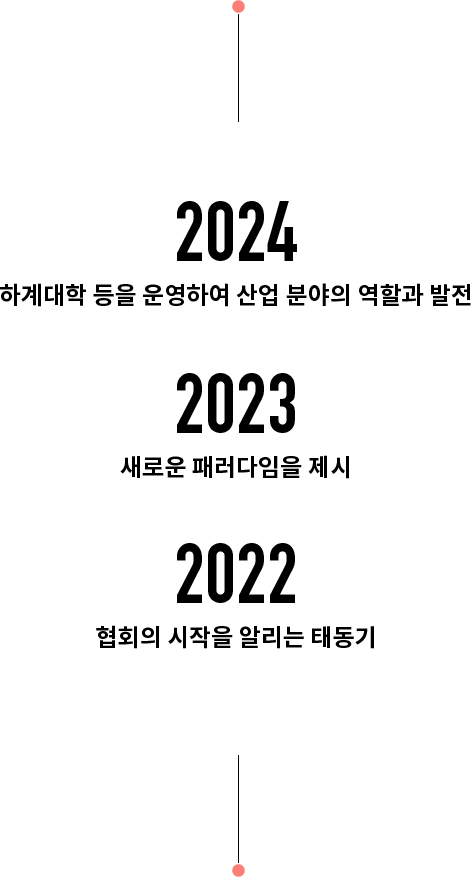 2024
하계대학 등을 운영하여 산업 분야의 역할과 발전
2023
새로운 패러다임을 제시
2022
협회의 시작을 알리는 태동기